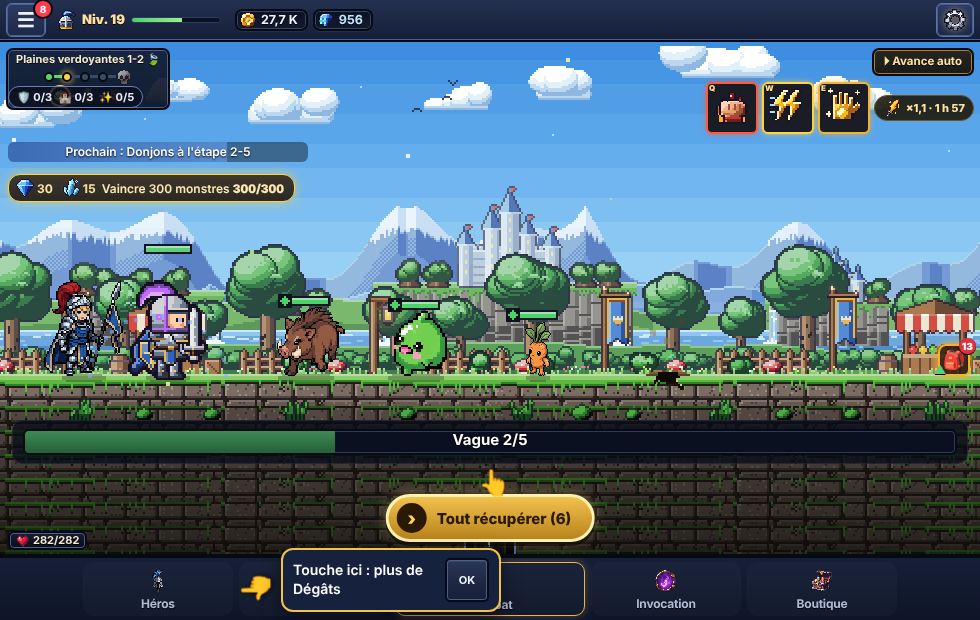 8
Niv. 19
27,7 K
956
Plaines verdoyantes 1-2
0/3
0/3
0/5
Avance auto
Q
W
E
×1,1 · 1 h 57
Prochain : Donjons à l'étape 2-5
30
15
Vaincre 300 monstres 300/300
13
Vague 2/5
Tout récupérer (6)
282/282
Touche ici : plus de
Dégâts
OK
Héros
Invocation
Boutique